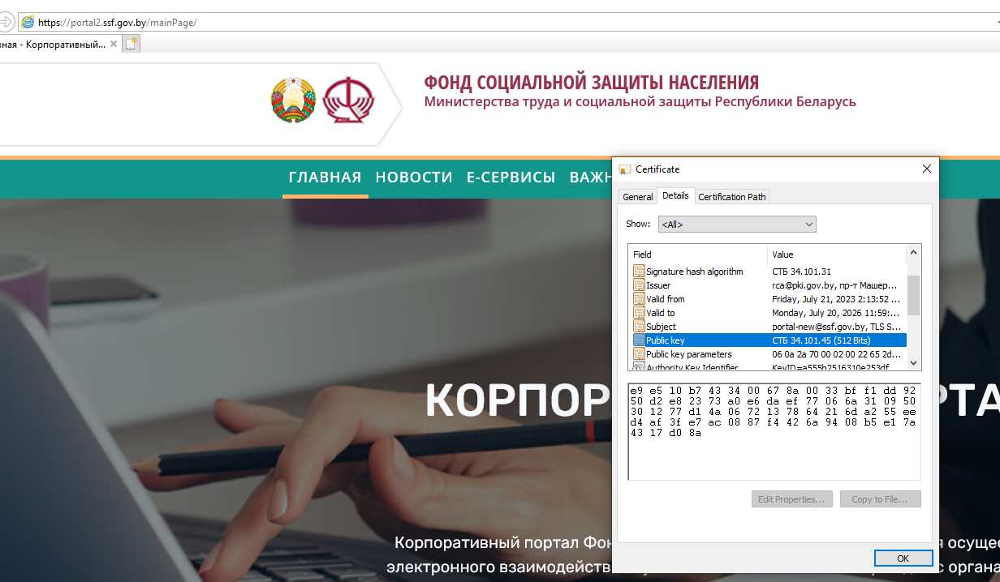 https://portal2.ssf.gov.by/mainPage/
вная - Корпоративный...
ФОНД СОЦИАЛЬНОЙ ЗАЩИТЫ НАСЕЛЕНИЯ
Министерства труда и социальной защиты Республики Беларусь
ГЛАВНАЯ НОВОСТИ Е-СЕРВИСЫ ВАЖН
КОРПОР
РТА
Корпоративный портал Фон
я осущес
электронного взаимодейств
с органа
Certificate
General Details Certification Path
Show: <All>
Field Value
Signature hash algorithm СТБ 34.101.31
Issuer rca@pki.gov.by, пр-т Машер...
Valid from Friday, July 21, 2023 2:13:52 ...
Valid to Monday, July 20, 2026 11:59:...
Subject portal-new@ssf.gov.by, TLS S...
Public key СТБ 34.101.45 (512 Bits)
Public key parameters 06 0a 2a 70 00 02 00 22 65 2d...
Authority Key Identifier KeyID=a555b2516310e253df
e9 e5 10 b7 43 34 00 67 8a 00 33 bf f1 dd 92
50 d2 e8 23 73 a0 e6 da ef 77 06 6a 31 09 50
30 12 77 d1 4a 06 72 13 78 64 21 6d a2 55 ee
d4 af 3f e7 ac 08 87 f4 42 6a 94 08 b5 e1 7a
43 17 d0 8a
Edit Properties... Copy to File...
OK